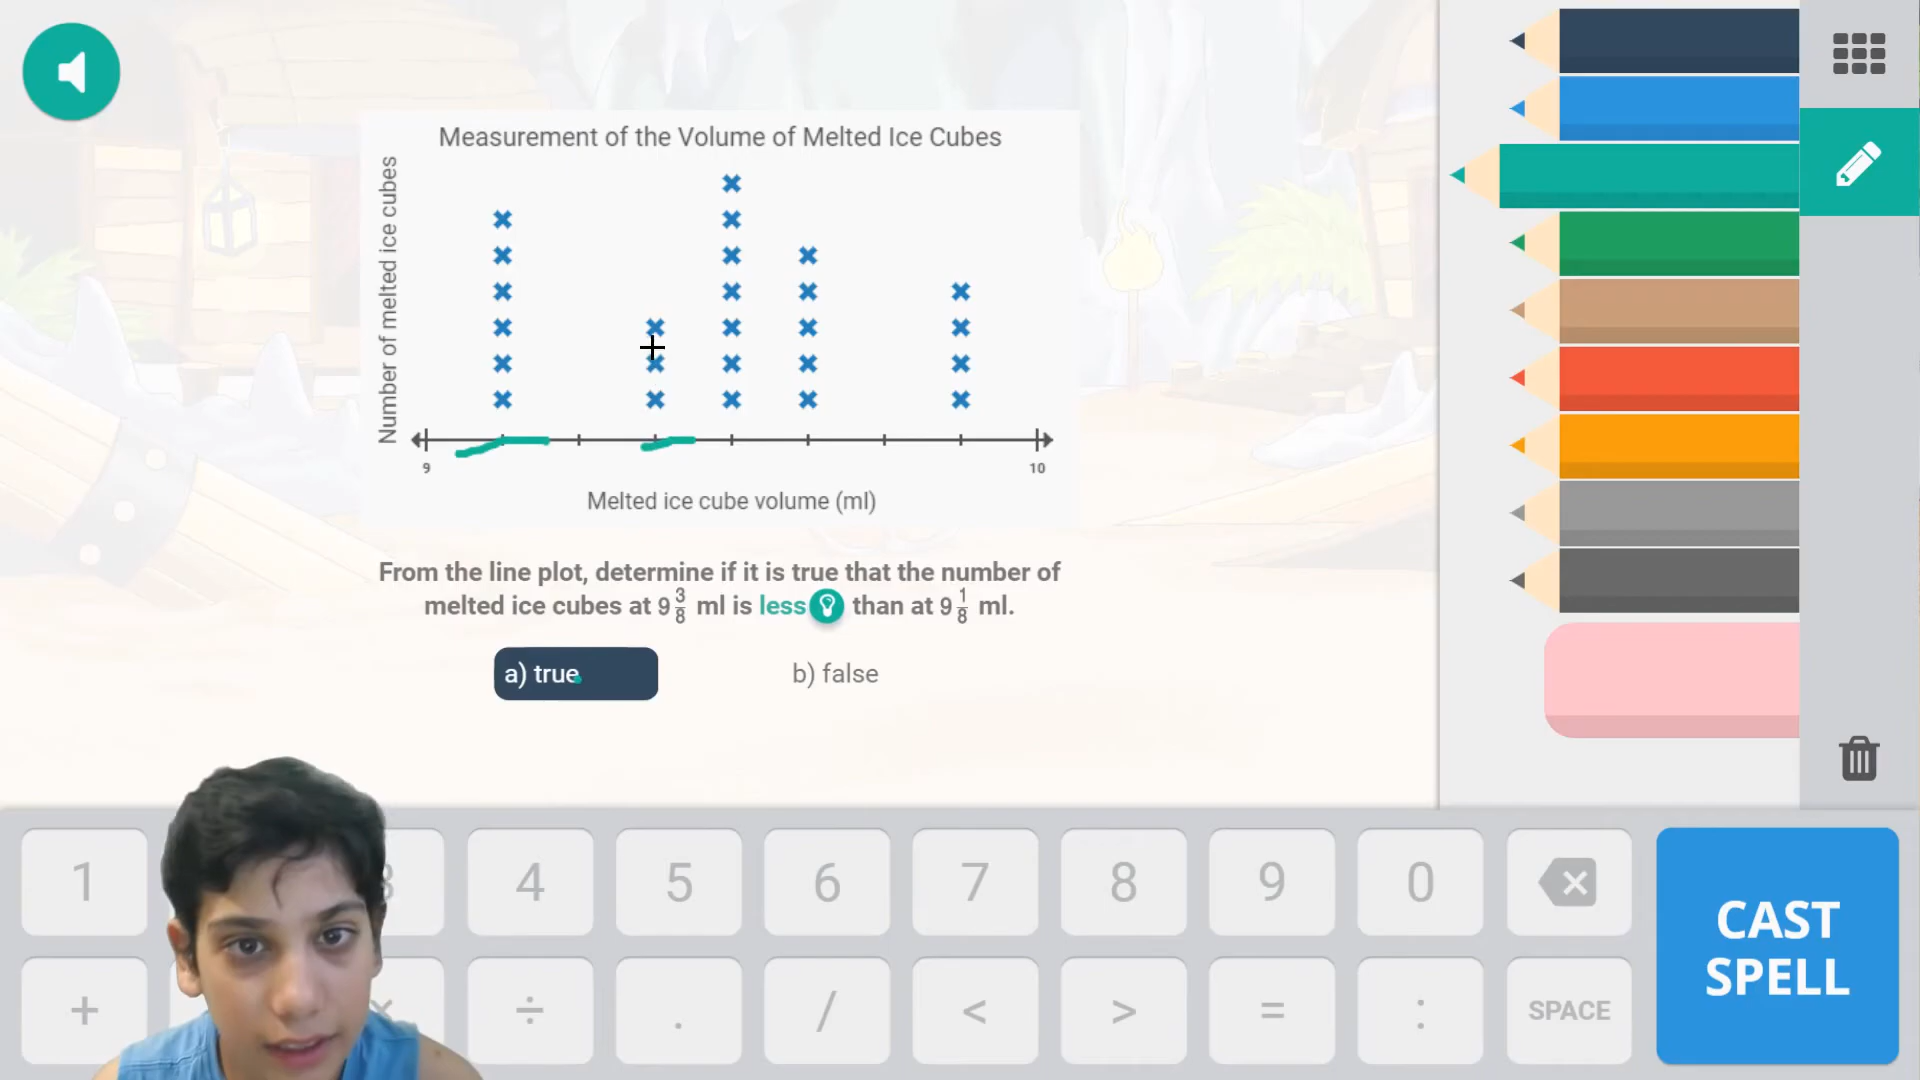 Measurement of the Volume of Melted Ice Cubes
Number of melted ice cubes
9
10
Melted ice cube volume (ml)
From the line plot, determine if it is true that the number of
melted ice cubes at 9 3/8 ml is less than at 9 1/8 ml.
a) true
b) false
1
3
4
5
6
7
8
9
0
+
×
÷
.
/
<
>
=
:
SPACE
CAST
SPELL